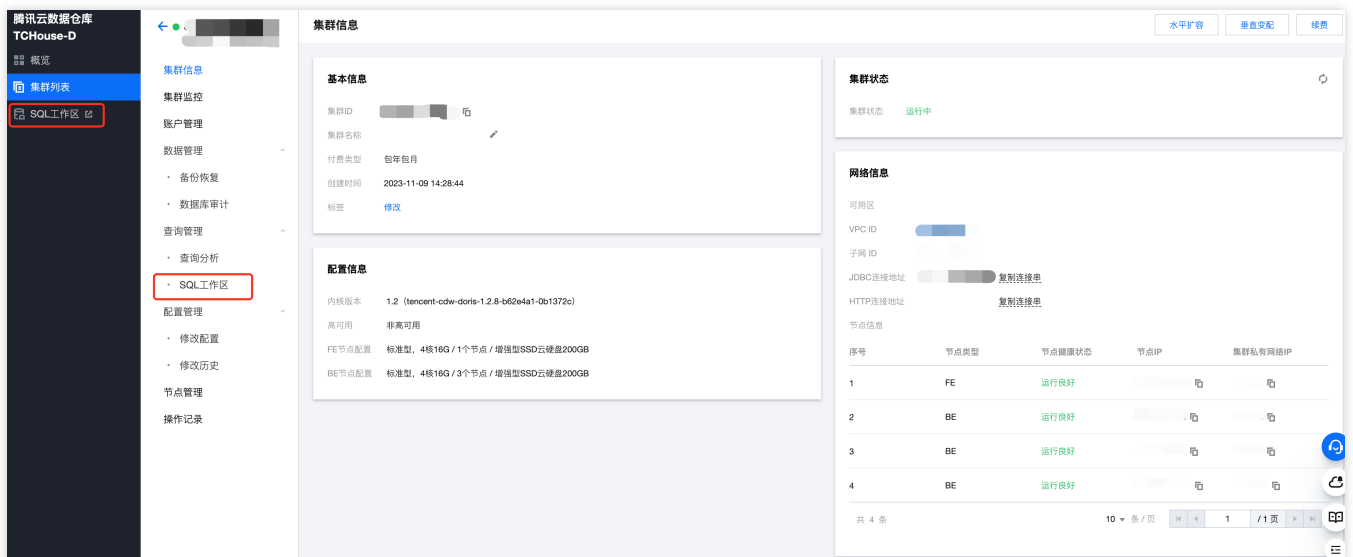 腾讯云数据仓库
TCHouse-D
概览
集群列表
SQL工作区
集群信息
集群监控
账户管理
数据管理
备份恢复
数据库审计
查询管理
查询分析
SQL工作区
配置管理
修改配置
修改历史
节点管理
操作记录
集群信息
水平扩容
垂直变配
续费
基本信息
集群ID
集群名称
付费类型 包年包月
创建时间 2023-11-09 14:28:44
标签 修改
配置信息
内核版本 1.2（tencent-cdw-doris-1.2.8-b62e4a1-0b1372c）
高可用 非高可用
FE节点配置 标准型，4核16G / 1个节点 / 增强型SSD云硬盘200GB
BE节点配置 标准型，4核16G / 3个节点 / 增强型SSD云硬盘200GB
集群状态
集群状态 运行中
网络信息
可用区
VPC ID
子网 ID
JDBC连接地址 复制连接串
HTTP连接地址 复制连接串
节点信息
序号 节点类型 节点健康状态 节点IP 集群私有网络IP
1 FE 运行良好
2 BE 运行良好
3 BE 运行良好
4 BE 运行良好
共 4 条 10 条 / 页 1 / 1 页